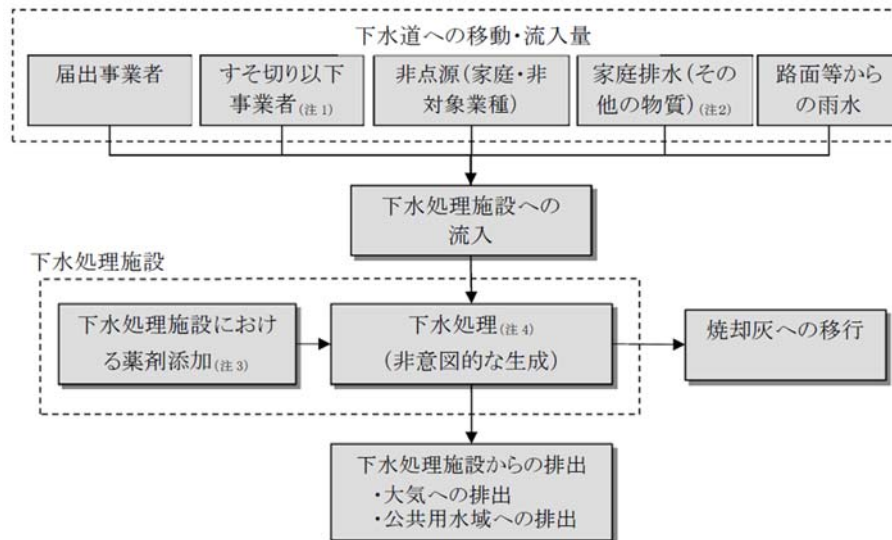 下水道への移動・流入量
届出事業者
すそ切り以下
事業者(注1)
非点源(家庭・非
対象業種)
家庭排水(その
他の物質)(注2)
路面等から
の雨水
下水処理施設への
流入
下水処理施設
下水処理施設におけ
る薬剤添加(注3)
下水処理(注4)
(非意図的な生成)
焼却灰への移行
下水処理施設からの排出
・大気への排出
・公共用水域への排出